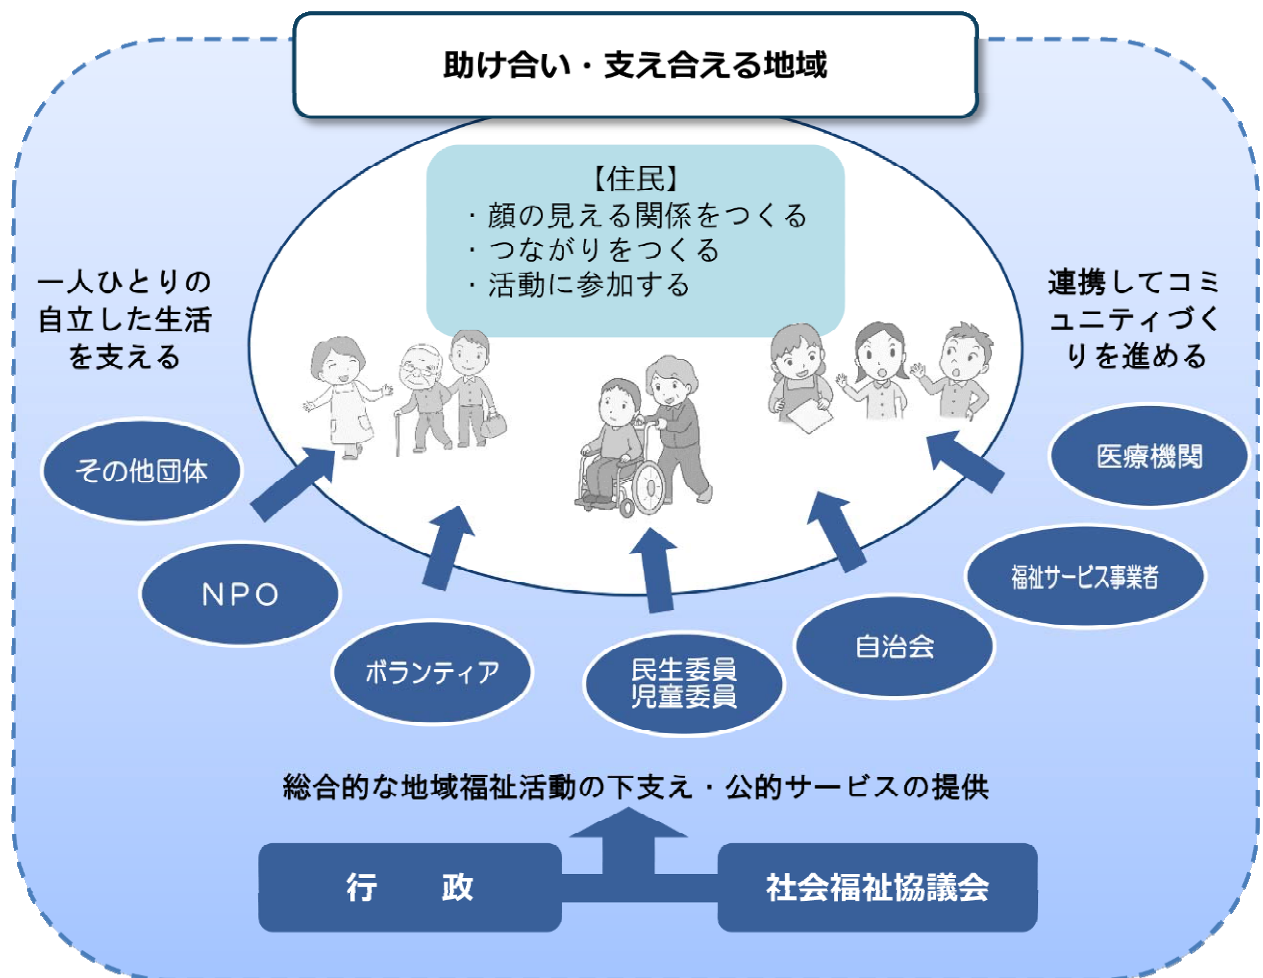 助け合い・支え合える地域
【住民】
・顔の見える関係をつくる
・つながりをつくる
・活動に参加する
一人ひとりの
自立した生活
を支える
連携してコミ
ュニティづく
りを進める
その他団体
NPO
ボランティア
民生委員
児童委員
自治会
福祉サービス事業者
医療機関
総合的な地域福祉活動の下支え・公的サービスの提供
行　　政
社会福祉協議会